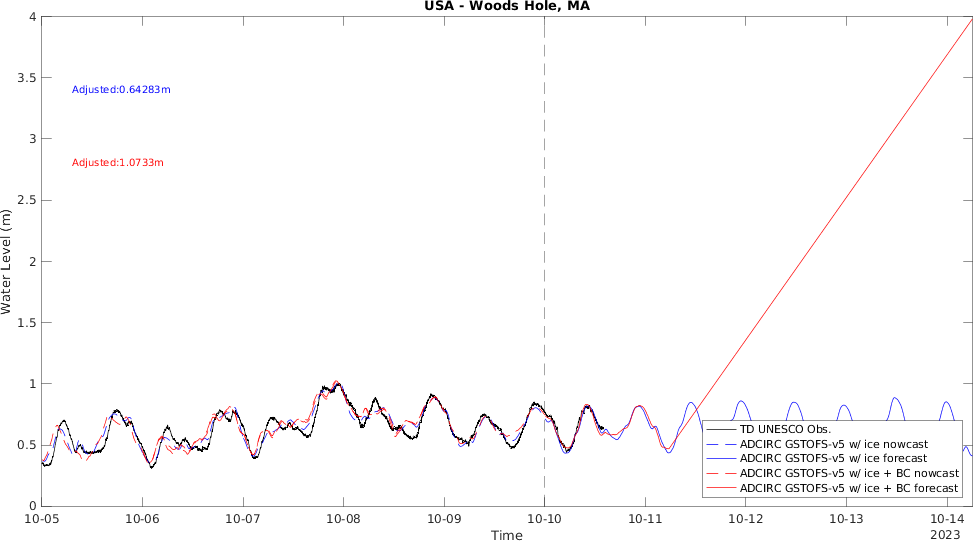 USA - Woods Hole, MA
4
3.5
Adjusted:0.64283m
3
Adjusted:1.0733m
2.5
Water Level (m)
2
1.5
1
0.5
0
TD UNESCO Obs.
ADCIRC GSTOFS-v5 w/ ice nowcast
ADCIRC GSTOFS-v5 w/ ice forecast
ADCIRC GSTOFS-v5 w/ ice + BC nowcast
ADCIRC GSTOFS-v5 w/ ice + BC forecast
10-05 10-06 10-07 10-08 10-09 10-10 10-11 10-12 10-13 10-14
Time
2023